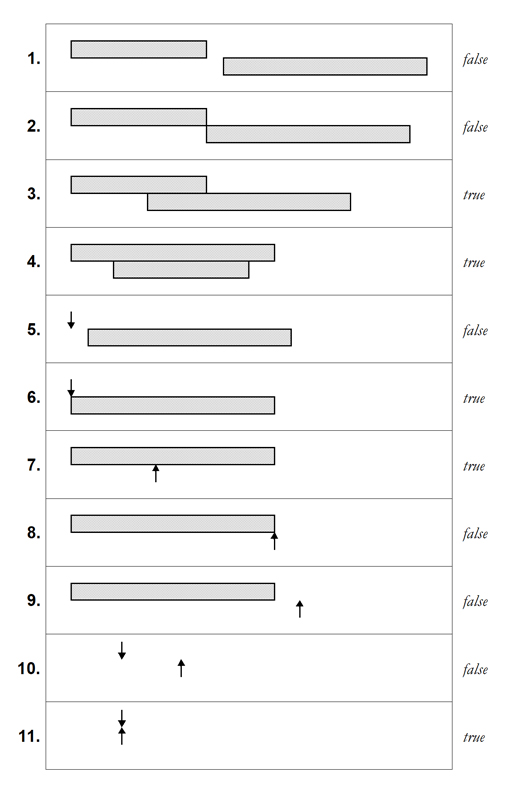 1. false
2. false
3. true
4. true
5. false
6. true
7. true
8. false
9. false
10. false
11. true